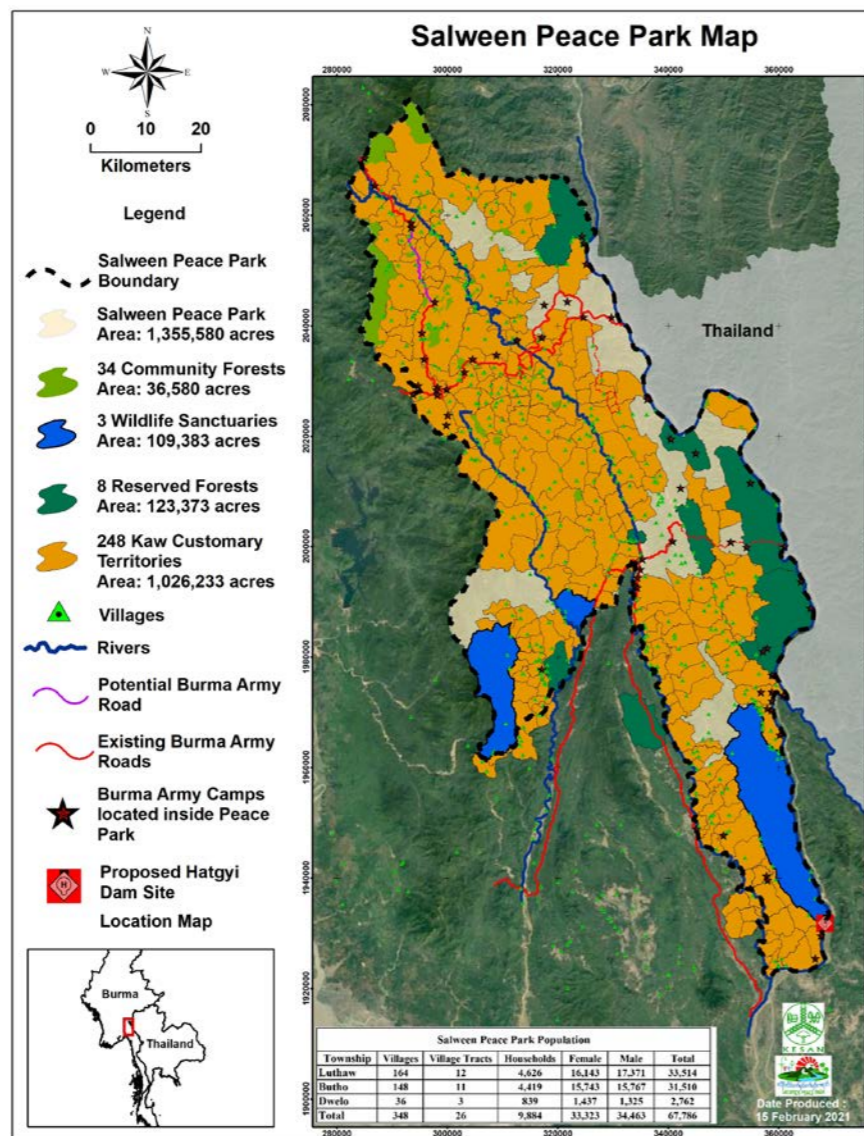 Salween Peace Park Map
N
W
E
S
0 10 20
Kilometers
Legend
Salween Peace Park
Boundary
Salween Peace Park
Area: 1,355,580 acres
34 Community Forests
Area: 36,580 acres
3 Wildlife Sanctuaries
Area: 109,383 acres
8 Reserved Forests
Area: 123,373 acres
248 Kaw Customary
Territories
Area: 1,026,233 acres
Villages
Rivers
Potential Burma Army
Road
Existing Burma Army
Roads
Burma Army Camps
located inside Peace
Park
H
Proposed Hatgyi
Dam Site
Location Map
Burma
Thailand
280000 300000 320000 340000 360000
2080000
2060000
2040000
2020000
2000000
1980000
1960000
1940000
1920000
1900000
Thailand
Salween Peace Park Population
Township Villages Village Tracts Households Female Male Total
Luthaw 164 12 4,626 16,143 17,371 33,514
Butho 148 11 4,419 15,743 15,767 31,510
Dwelo 36 3 839 1,437 1,325 2,762
Total 348 26 9,884 33,323 34,463 67,786
KESAN
Date Produced :
15 February 2021
280000 300000 320000 340000 360000